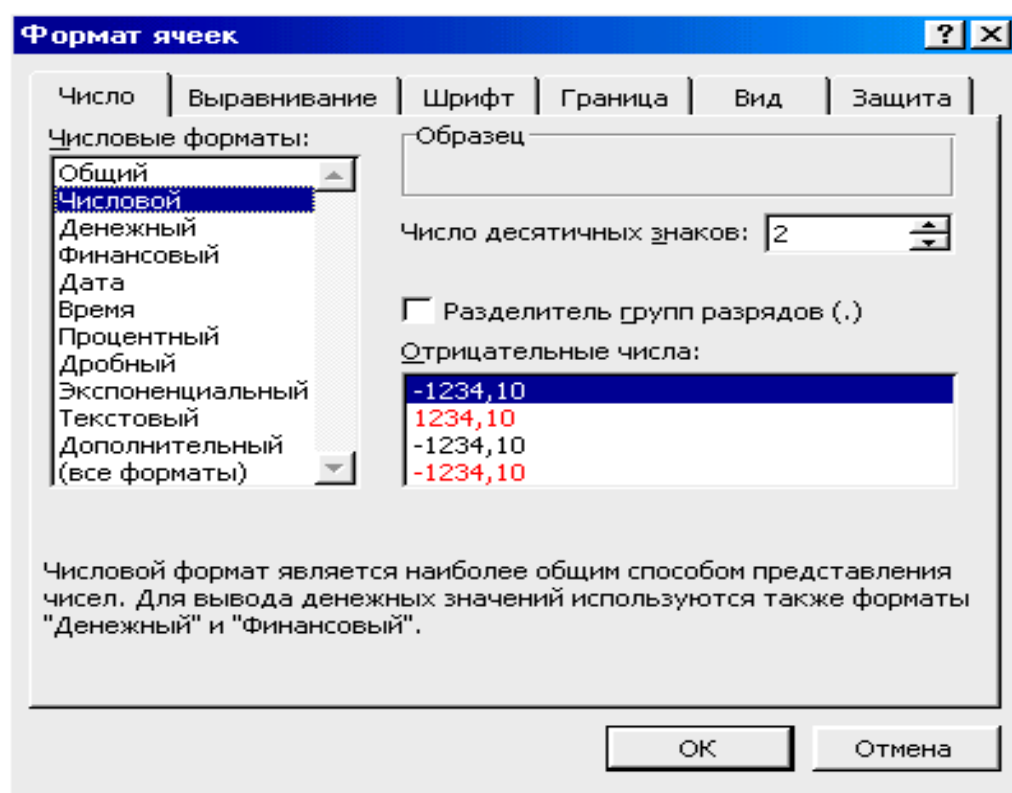 Формат ячеек
Число Выравнивание Шрифт Граница Вид Защита
Числовые форматы:
Общий
Числовой
Денежный
Финансовый
Дата
Время
Процентный
Дробный
Экспоненциальный
Текстовый
Дополнительный
(все форматы)
Образец
Число десятичных знаков: 2
Разделитель групп разрядов (.)
Отрицательные числа:
-1234,10
1234,10
-1234,10
-1234,10
Числовой формат является наиболее общим способом представления
чисел. Для вывода денежных значений используются также форматы
"Денежный" и "Финансовый".
ОК Отмена